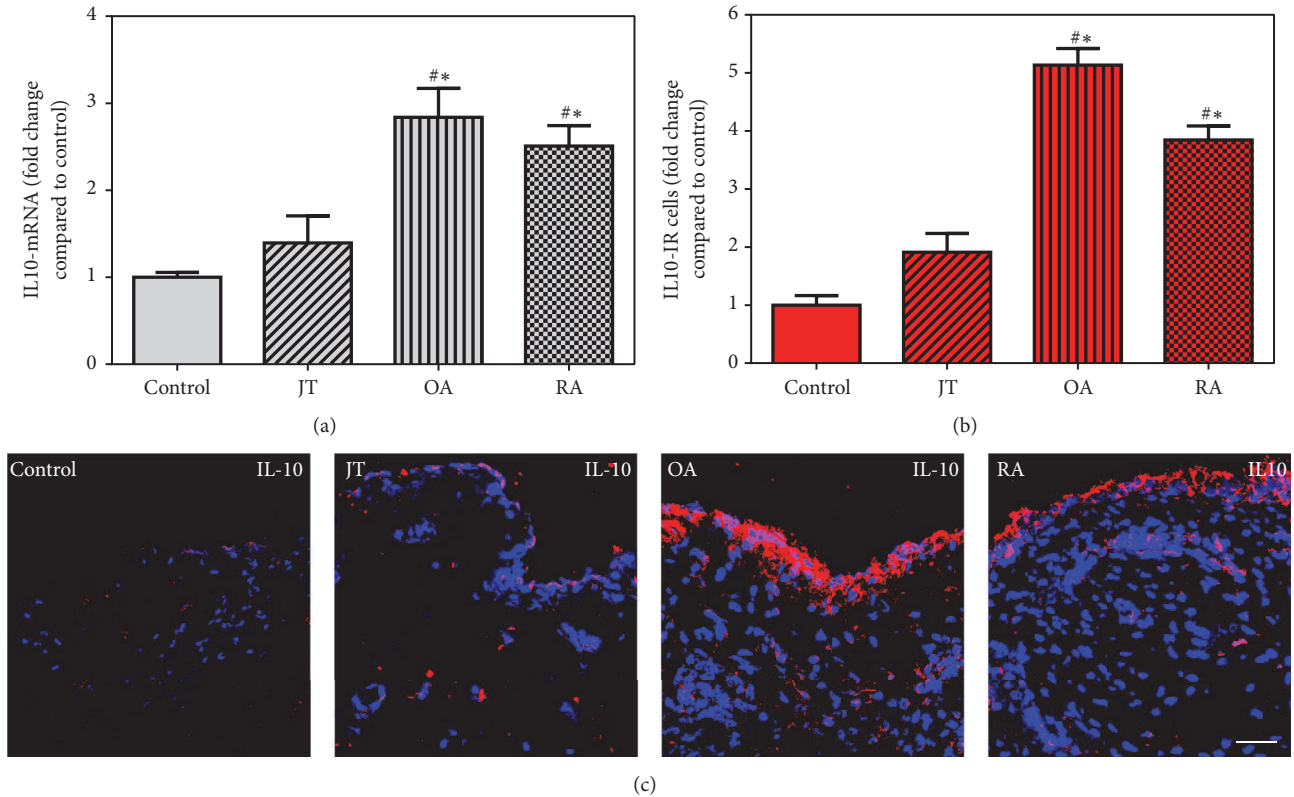 IL10-mRNA (fold change
compared to control)
4
3
2
1
0
#*
#*
Control JT OA RA
(a)
IL10-IR cells (fold change
compared to control)
6
5
4
3
2
1
0
#*
#*
Control JT OA RA
(b)
Control IL-10
JT IL-10
OA IL-10
RA IL10
(c)